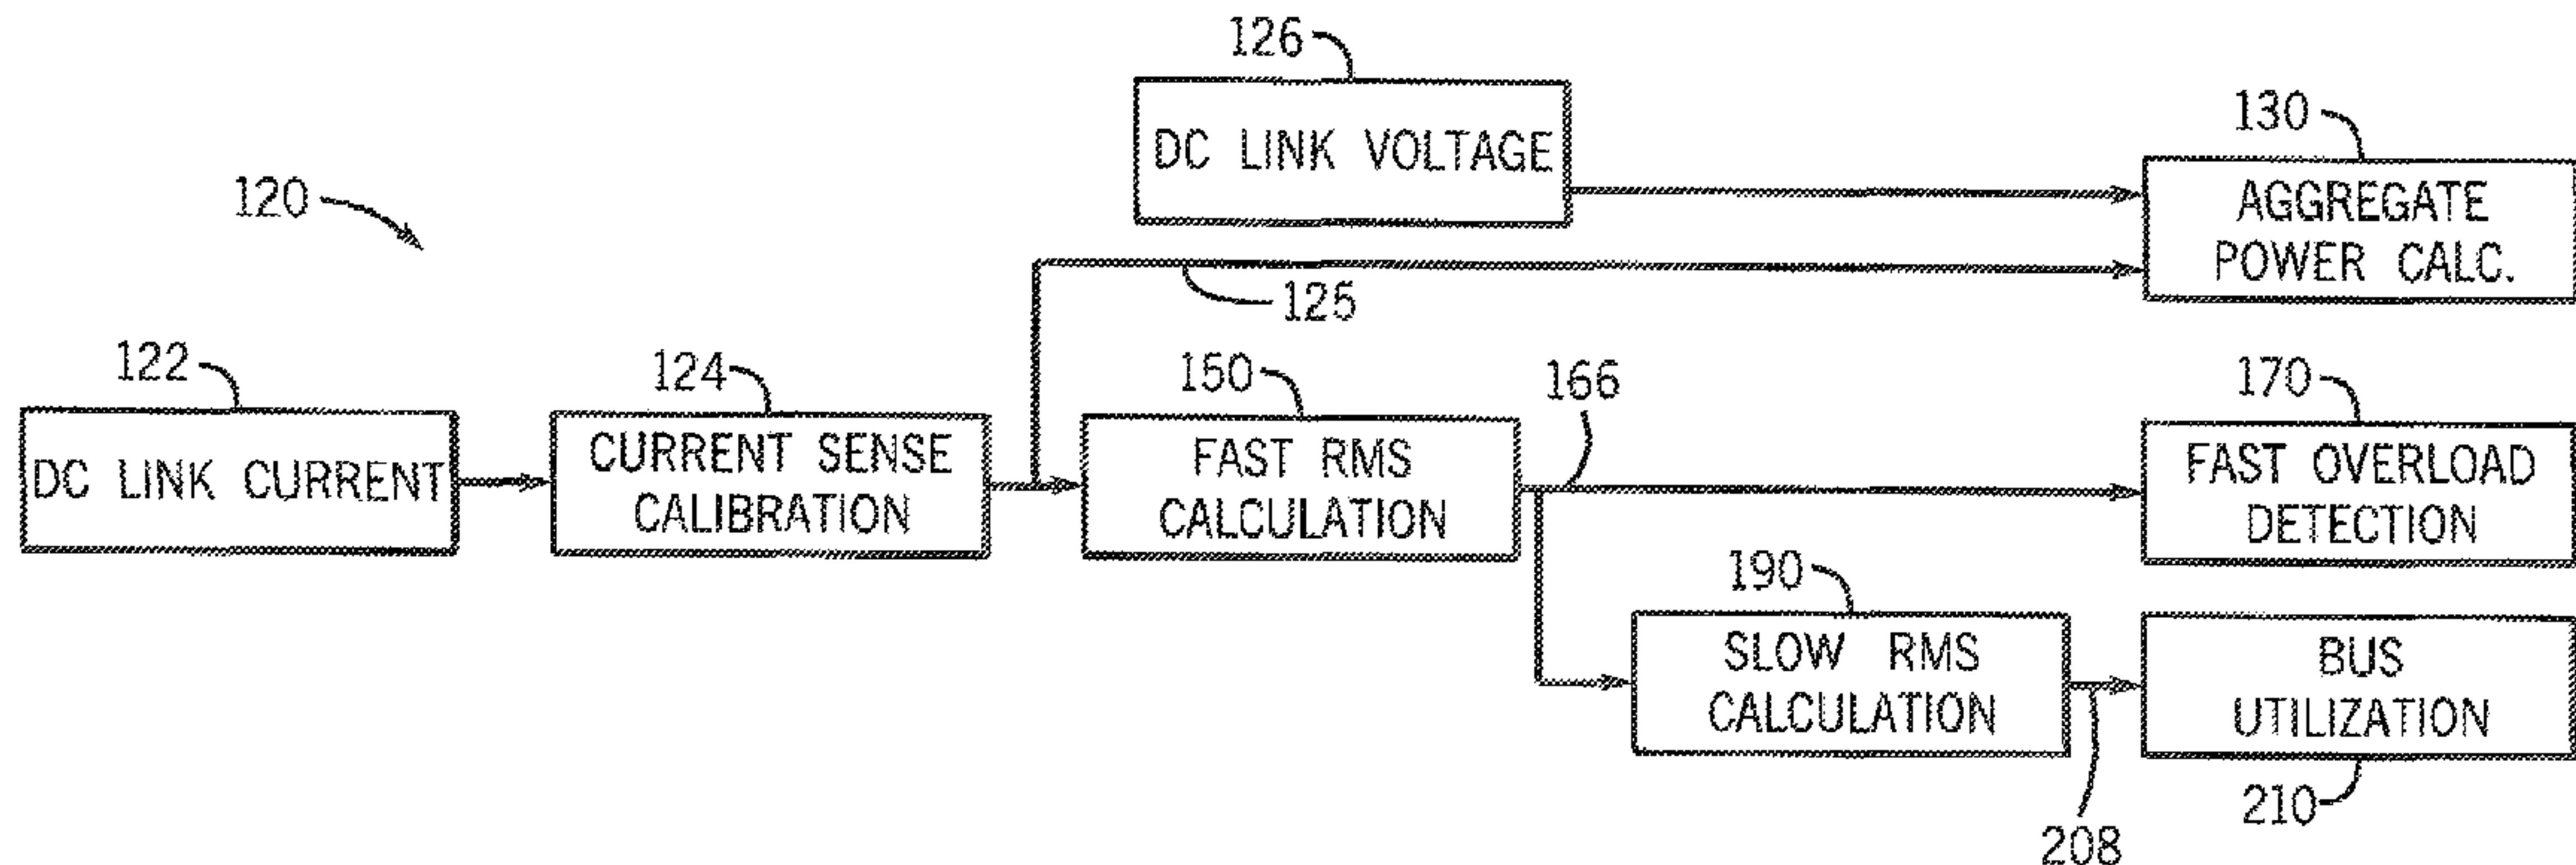 126
DC LINK VOLTAGE
130
AGGREGATE
POWER CALC.
120
125
122
DC LINK CURRENT
124
CURRENT SENSE
CALIBRATION
150
FAST RMS
CALCULATION
166
170
FAST OVERLOAD
DETECTION
190
SLOW RMS
CALCULATION
208
BUS
UTILIZATION
210